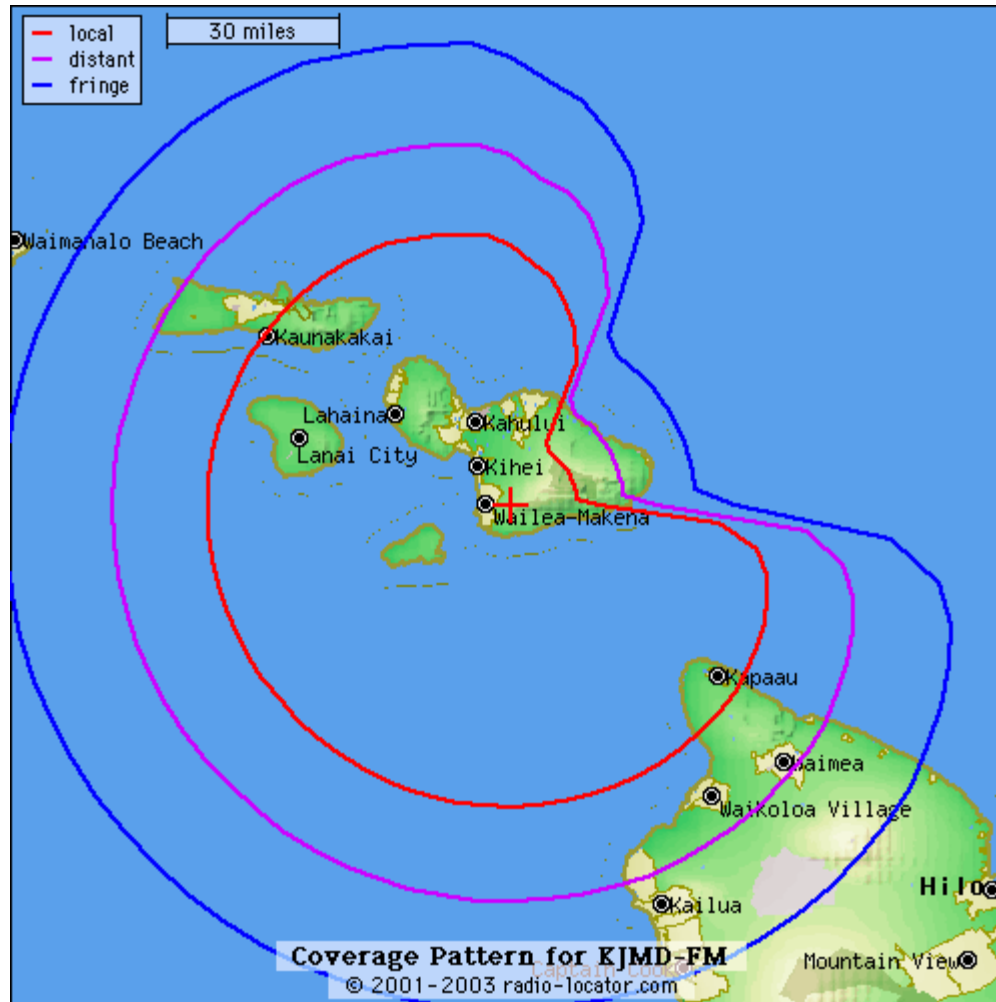 local
distant
fringe
30 miles
Waimanalo Beach
Kaunakakai
Lahaina
Kahului
Lanai City
Kihei
Wailea-Makena
Kapaau
Waimea
Waikoloa Village
Hilo
Kailua
Coverage Pattern for KJMD-FM
Captain Cook
Mountain View
© 2001-2003 radio-locator.com